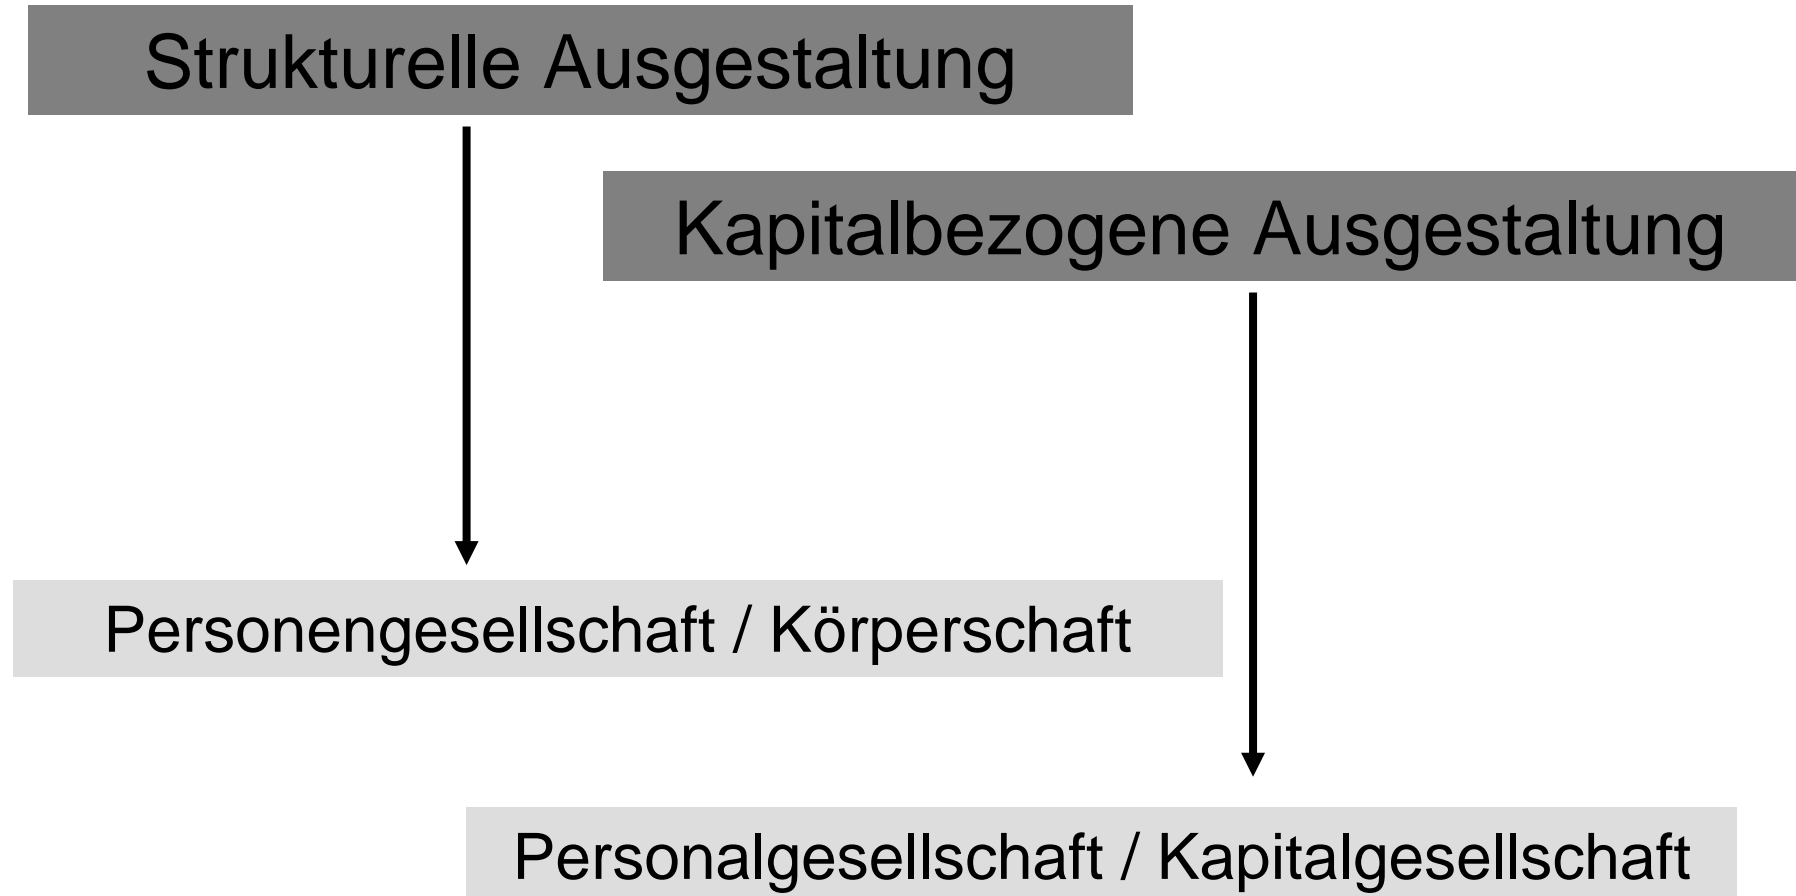 Strukturelle Ausgestaltung
Kapitalbezogene Ausgestaltung
Personengesellschaft / Körperschaft
Personalgesellschaft / Kapitalgesellschaft